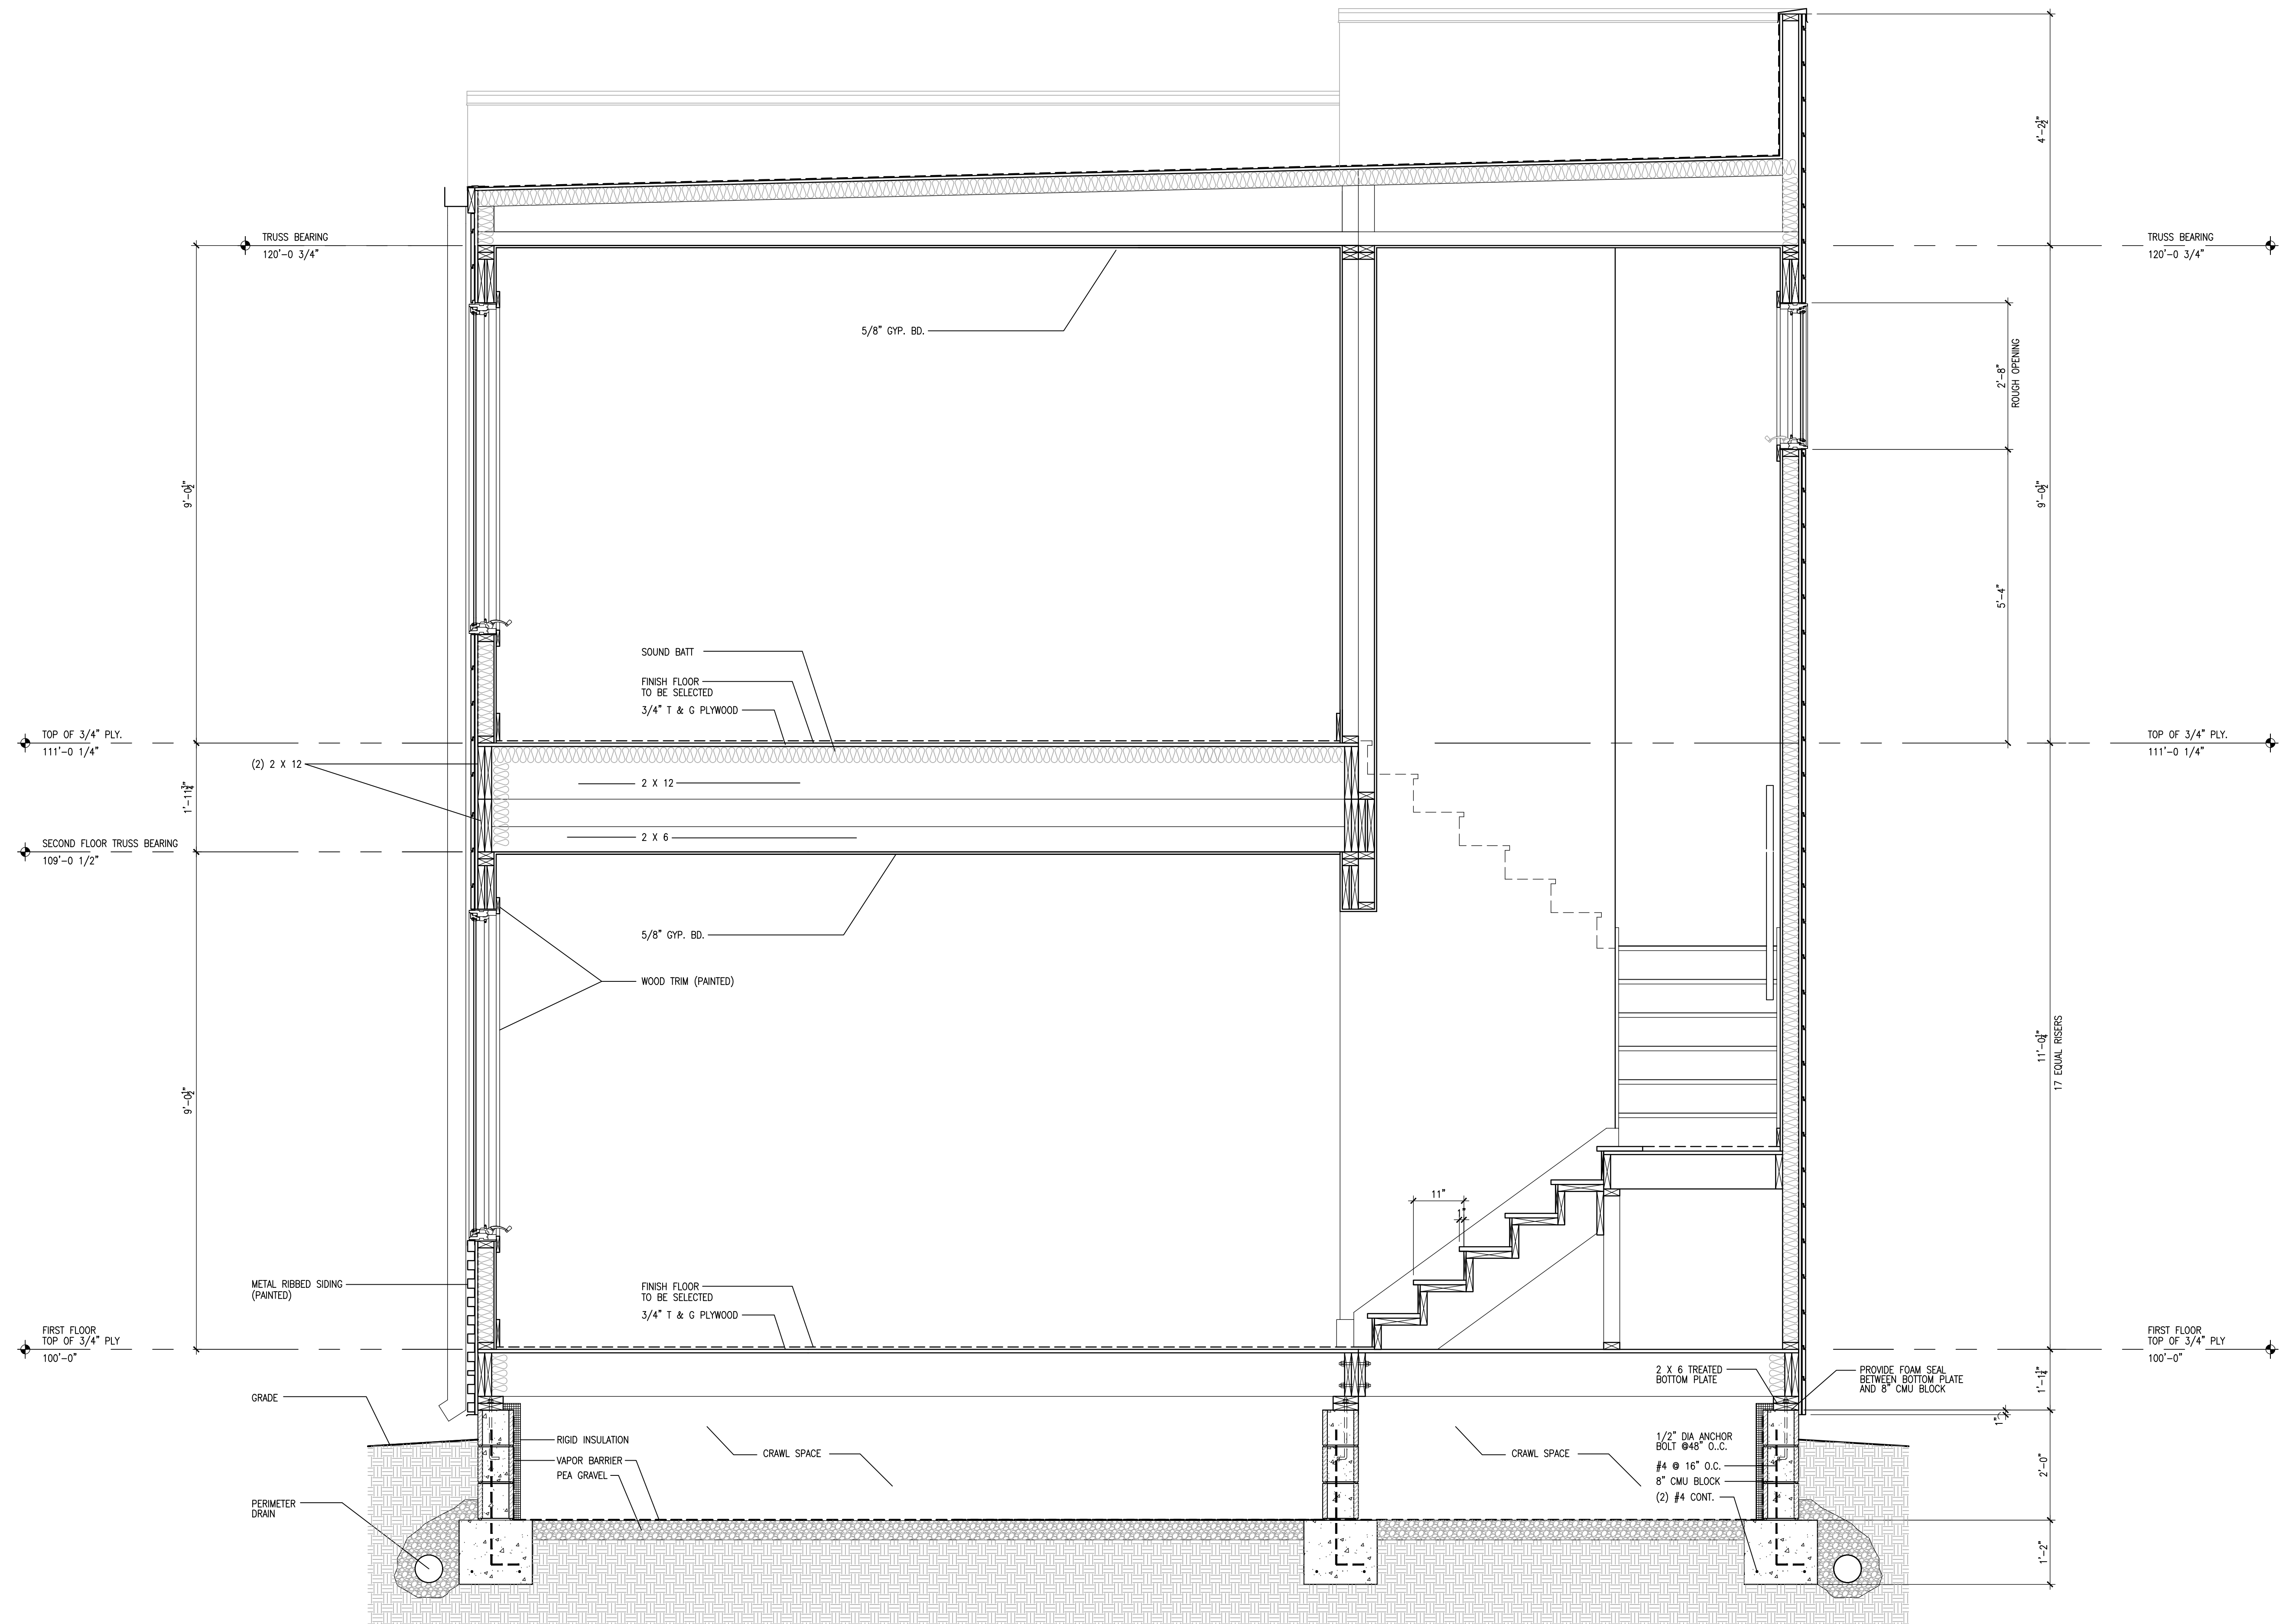 4'-2½"
TRUSS BEARING
120'-0 3/4"
TRUSS BEARING
120'-0 3/4"
5/8" GYP. BD.
2'-8"
ROUGH OPENING
9'-0½"
9'-0½"
5'-4"
SOUND BATT
FINISH FLOOR
TO BE SELECTED
3/4" T & G PLYWOOD
TOP OF 3/4" PLY.
111'-0 1/4"
TOP OF 3/4" PLY.
111'-0 1/4"
(2) 2 X 12
2 X 12
1'-11¾"
2 X 6
SECOND FLOOR TRUSS BEARING
109'-0 1/2"
5/8" GYP. BD.
WOOD TRIM (PAINTED)
9'-0½"
11'-0¼"
17 EQUAL RISERS
11"
1"
METAL RIBBED SIDING
(PAINTED)
FINISH FLOOR
TO BE SELECTED
3/4" T & G PLYWOOD
FIRST FLOOR
TOP OF 3/4" PLY
100'-0"
FIRST FLOOR
TOP OF 3/4" PLY
100'-0"
2 X 6 TREATED
BOTTOM PLATE
PROVIDE FOAM SEAL
BETWEEN BOTTOM PLATE
AND 8" CMU BLOCK
1'-1¼"
1"
GRADE
RIGID INSULATION
VAPOR BARRIER
PEA GRAVEL
CRAWL SPACE
CRAWL SPACE
1/2" DIA ANCHOR
BOLT @48" O..C.
#4 @ 16" O.C.
8" CMU BLOCK
(2) #4 CONT.
2'-0"
PERIMETER
DRAIN
1'-2"